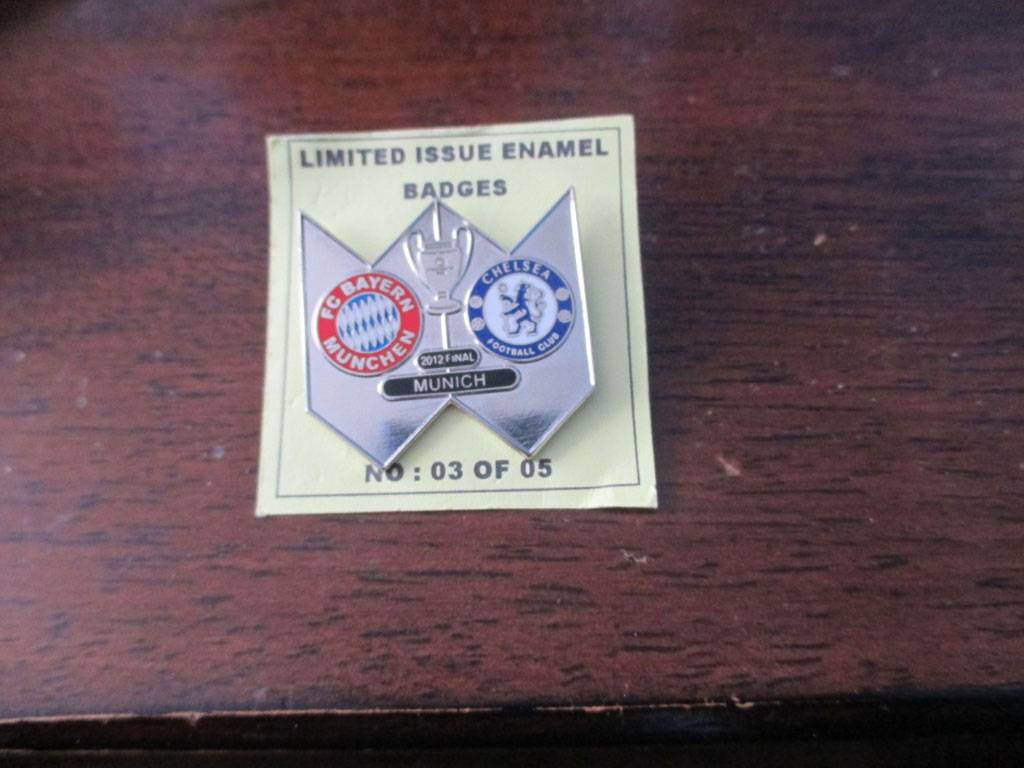 LIMITED ISSUE ENAMEL
BADGES
FC BAYERN
MUNCHEN
CHELSEA
FOOTBALL CLUB
2012 FINAL
MUNICH
NO : 03 OF 05